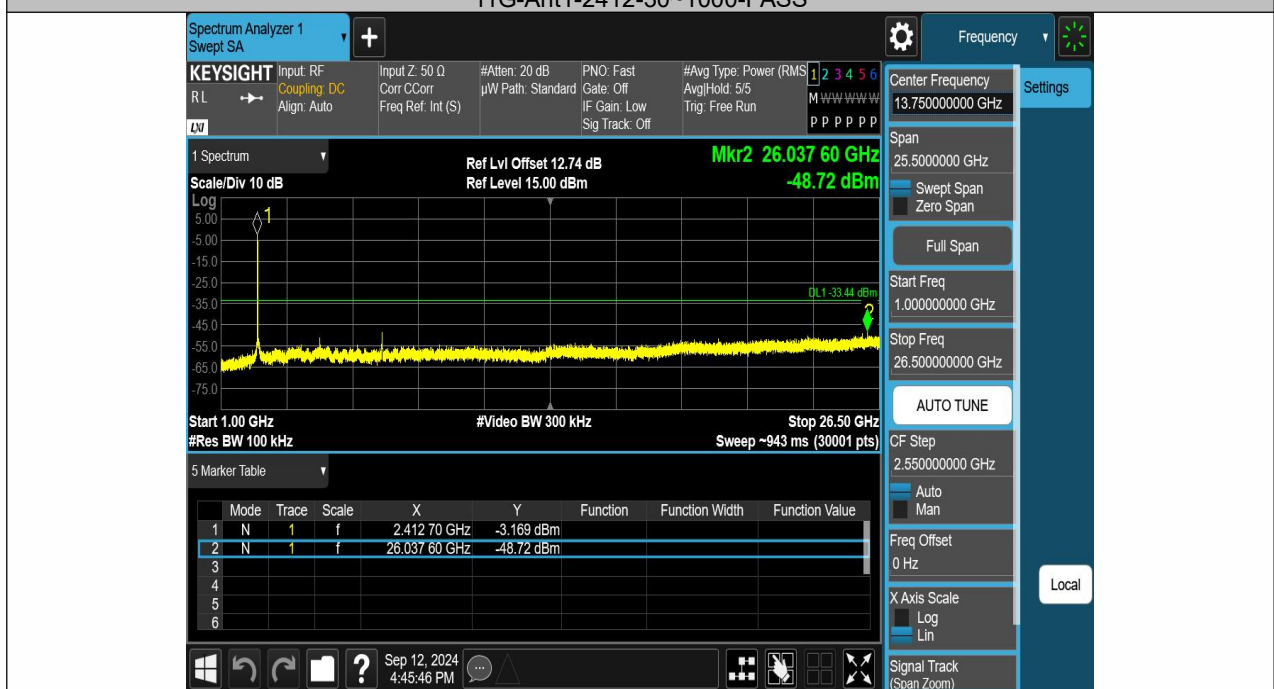 11G-Ant1-2412-30~1000-PASS
Spectrum Analyzer 1
Swept SA
+
Frequency
KEYSIGHT
RL
LXI
Input: RF
Coupling: DC
Align: Auto
Input Z: 50 Ω
Corr CCorr
Freq Ref: Int (S)
#Atten: 20 dB
µW Path: Standard
PNO: Fast
Gate: Off
IF Gain: Low
Sig Track: Off
#Avg Type: Power (RMS
Avg|Hold: 5/5
Trig: Free Run
1 2 3 4 5 6
M W W W W W
P P P P P P
1 Spectrum
Scale/Div 10 dB
Ref Lvl Offset 12.74 dB
Ref Level 15.00 dBm
Mkr2 26.037 60 GHz
-48.72 dBm
Log
5.00
-5.00
-15.0
-25.0
-35.0
-45.0
-55.0
-65.0
-75.0
1
DL1 -33.44 dBm
2
Start 1.00 GHz
#Video BW 300 kHz
Stop 26.50 GHz
#Res BW 100 kHz
Sweep ~943 ms (30001 pts)
5 Marker Table
Mode Trace Scale X Y Function Function Width Function Value
1 N 1 f 2.412 70 GHz -3.169 dBm
2 N 1 f 26.037 60 GHz -48.72 dBm
3
4
5
6
Sep 12, 2024
4:45:46 PM
Center Frequency
13.750000000 GHz
Settings
Span
25.5000000 GHz
Swept Span
Zero Span
Full Span
Start Freq
1.000000000 GHz
Stop Freq
26.500000000 GHz
AUTO TUNE
CF Step
2.550000000 GHz
Auto
Man
Freq Offset
0 Hz
X Axis Scale
Log
Lin
Signal Track
(Span Zoom)
Local